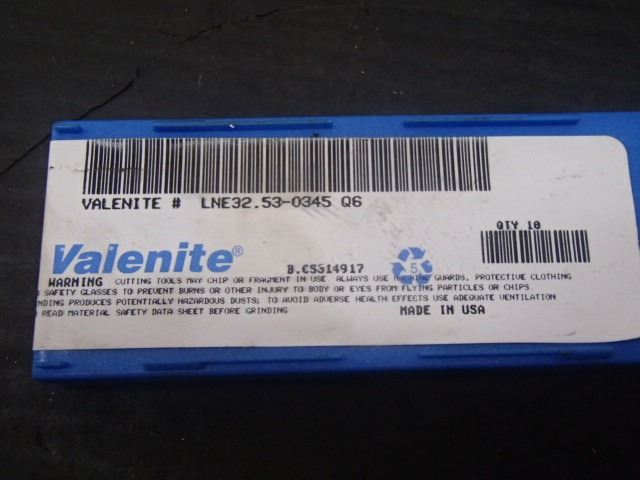 VALENITE # LNE32.53-0345 Q6
QTY 10
Valenite®
B.CS314917
5
WARNING CUTTING TOOLS MAY CHIP OR FRAGMENT IN USE. ALWAYS USE MACHINE GUARDS, PROTECTIVE CLOTHING
SAFETY GLASSES TO PREVENT BURNS OR OTHER INJURY TO BODY OR EYES FROM FLYING PARTICLES OR CHIPS.
NDING PRODUCES POTENTIALLY HAZARDOUS DUSTS; TO AVOID ADVERSE HEALTH EFFECTS USE ADEQUATE VENTILATION
READ MATERIAL SAFETY DATA SHEET BEFORE GRINDING
MADE IN USA